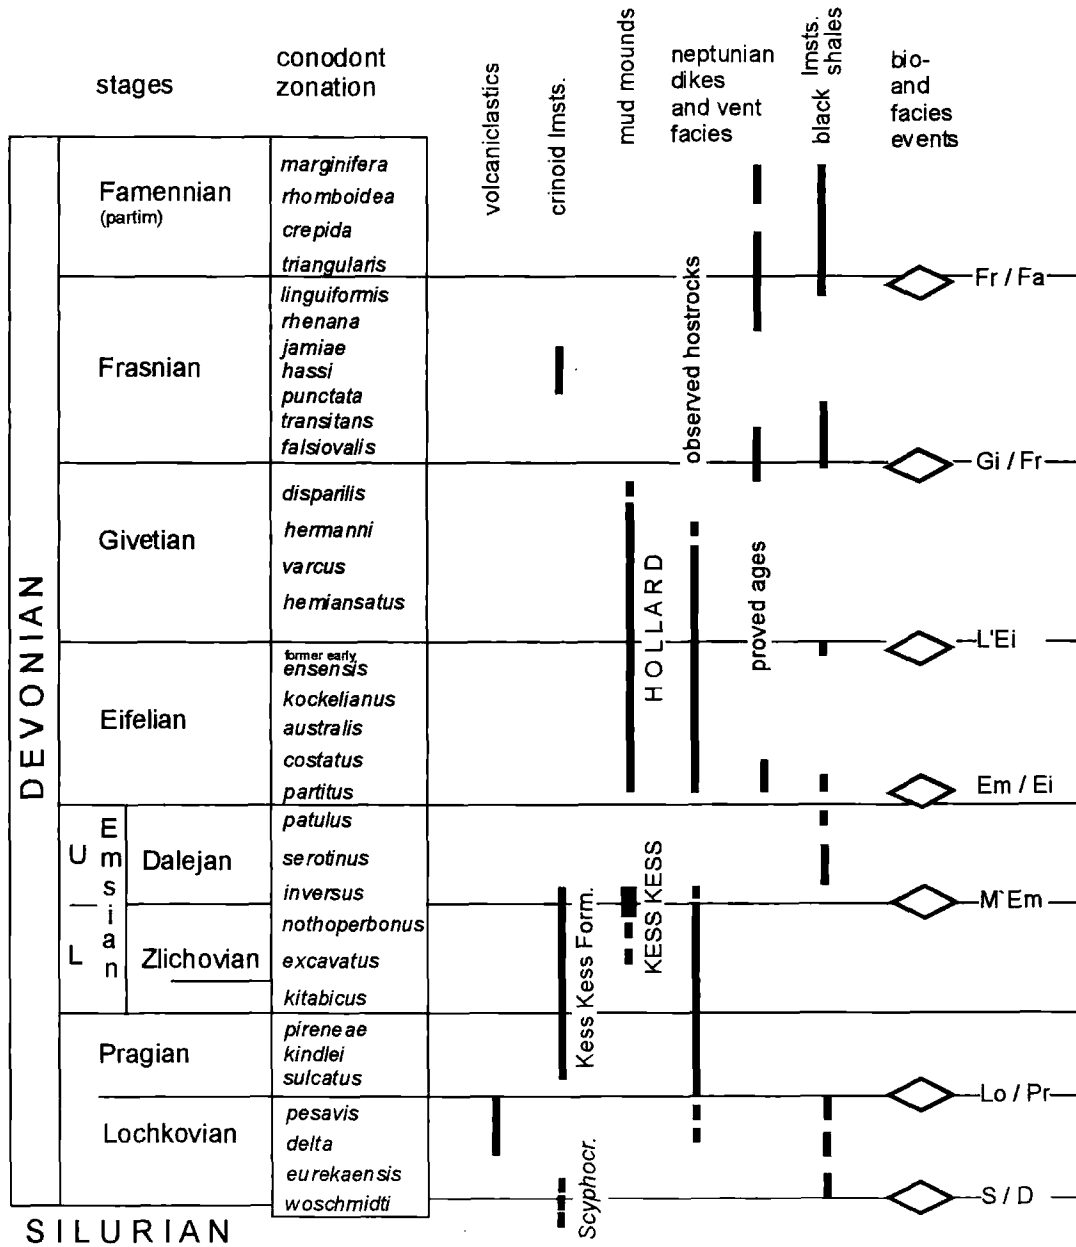 stages
conodont
zonation
volcaniclastics
crinoid lmsts.
mud mounds
neptunian
dikes
and vent
facies
black lmsts.
shales
bio-
and
facies
events
DEVONIAN
Famennian
(partim)
marginifera
rhomboidea
crepida
triangularis
Fr / Fa
Frasnian
linguiformis
rhenana
jamiae
hassi
punctata
transitans
falsiovalis
observed hostrocks
Gi / Fr
Givetian
disparilis
hermanni
varcus
hemiansatus
HOLLARD
proved ages
L'Ei
Eifelian
former early
ensensis
kockelianus
australis
costatus
partitus
Em / Ei
Emsian
U
Dalejan
patulus
serotinus
inversus
KESS KESS
M`Em
L
Zlichovian
nothoperbonus
excavatus
kitabicus
Kess Kess Form.
Pragian
pireneae
kindlei
sulcatus
Lo / Pr
Lochkovian
pesavis
delta
eurekaensis
woschmidti
Scyphocr.
S / D
SILURIAN